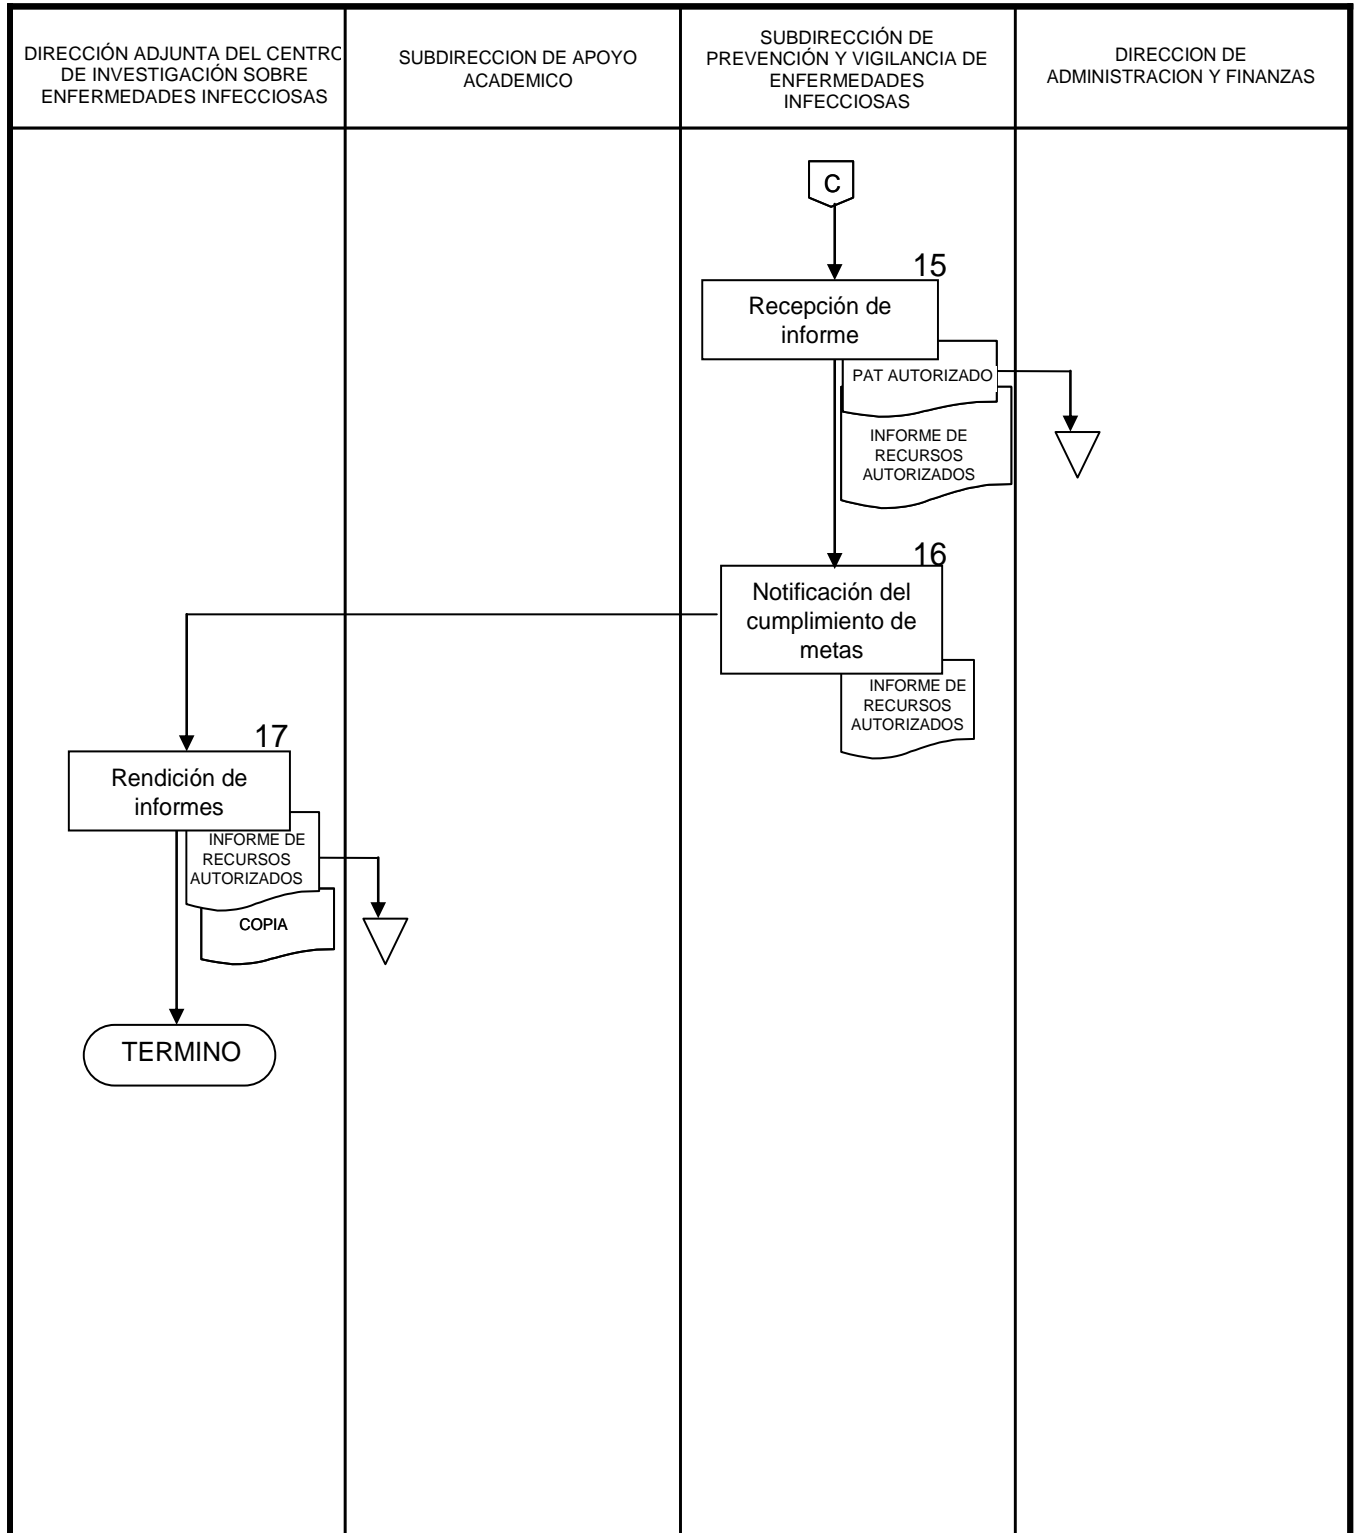 DIRECCIÓN ADJUNTA DEL CENTRO
DE INVESTIGACIÓN SOBRE
ENFERMEDADES INFECCIOSAS
SUBDIRECCION DE APOYO
ACADEMICO
SUBDIRECCIÓN DE
PREVENCIÓN Y VIGILANCIA DE
ENFERMEDADES
INFECCIOSAS
DIRECCION DE
ADMINISTRACION Y FINANZAS
C
15
Recepción de
informe
PAT AUTORIZADO
INFORME DE
RECURSOS
AUTORIZADOS
16
Notificación del
cumplimiento de
metas
INFORME DE
RECURSOS
AUTORIZADOS
17
Rendición de
informes
INFORME DE
RECURSOS
AUTORIZADOS
COPIA
TERMINO